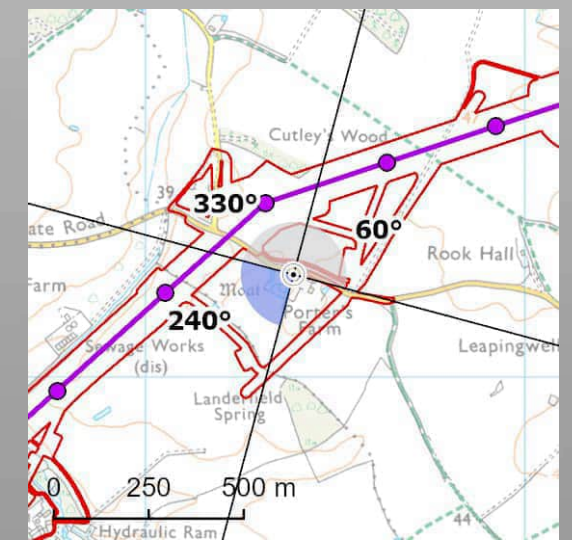 Cutley's Wood
39
330°
60°
ate Road
Rook Hall
Farm
Moat
Porter's
Farm
240°
Sewage Works
(dis)
Leapingwel
Landerfield
Spring
0 250 500 m
44
Hydraulic Ram